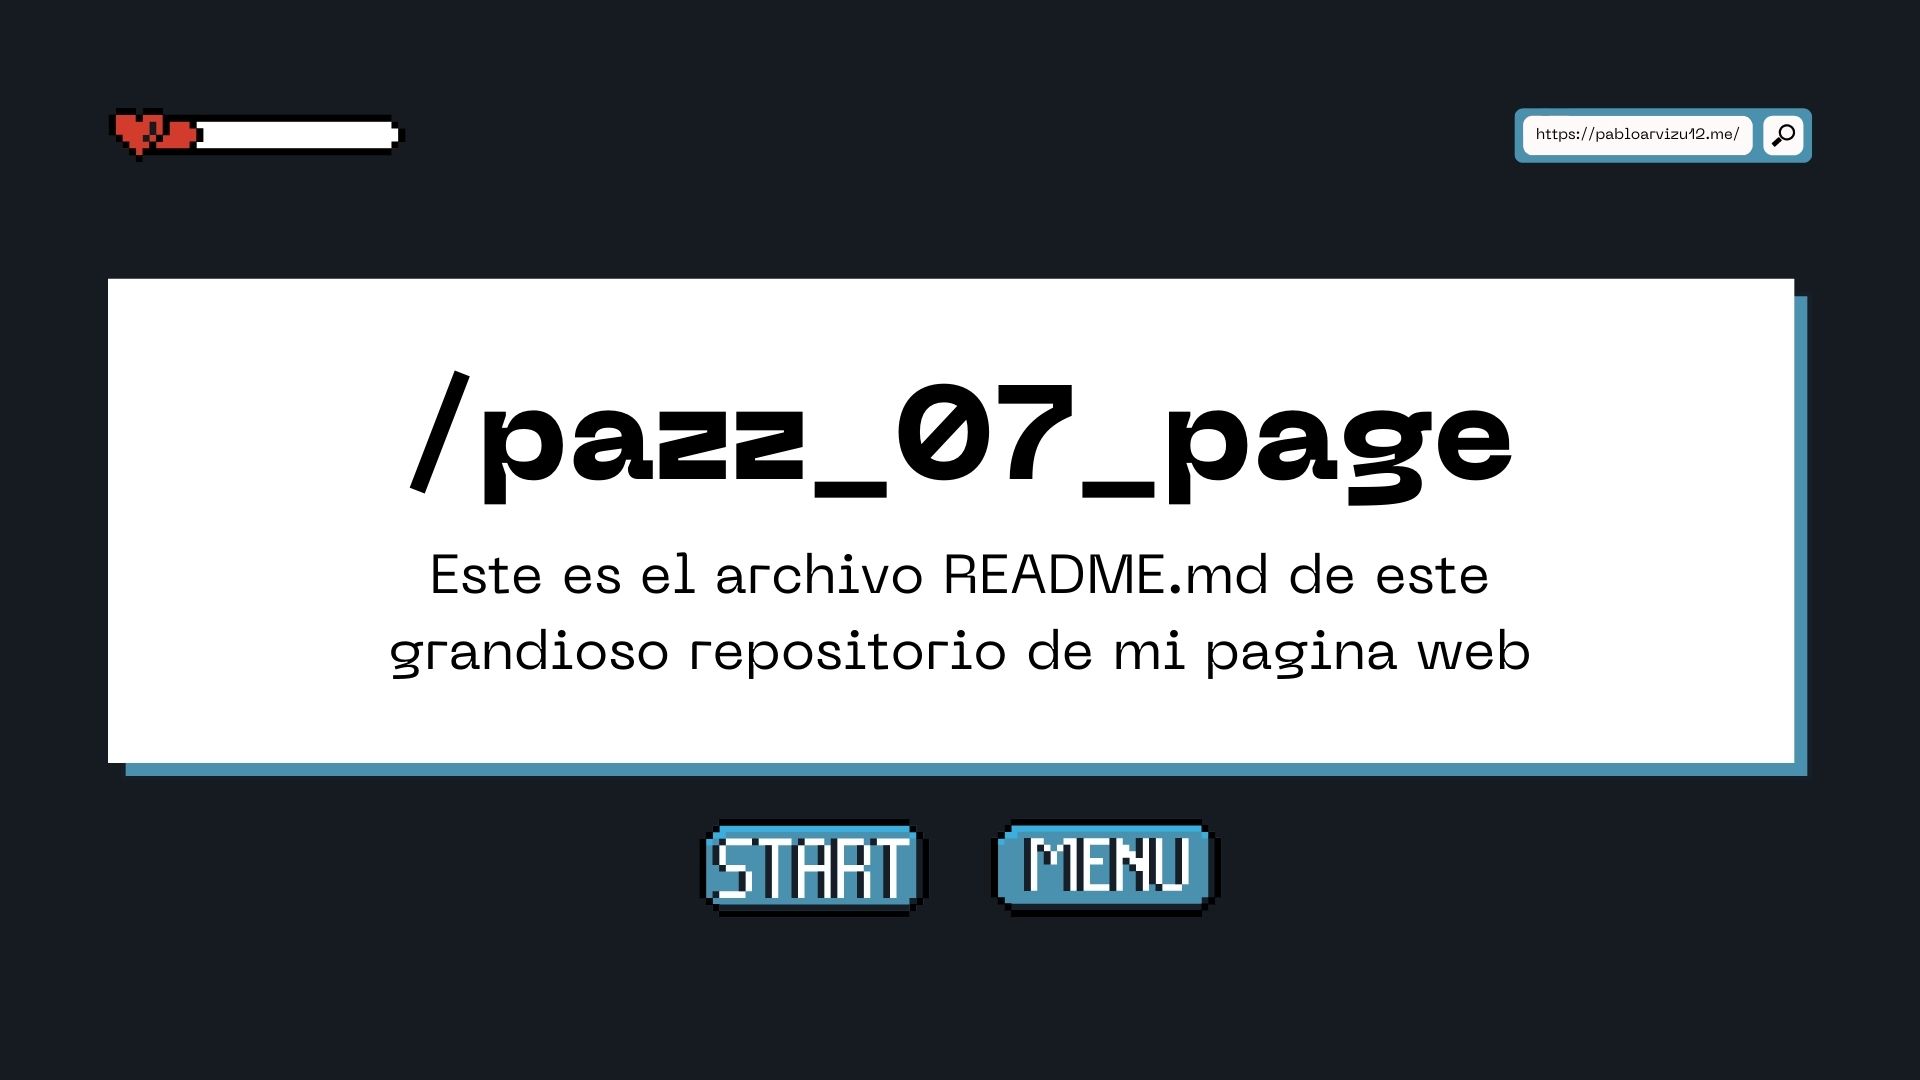 https://pabloarvizu12.me/
/pazz_07_page
Este es el archivo README.md de este
grandioso repositorio de mi pagina web
START
MENU